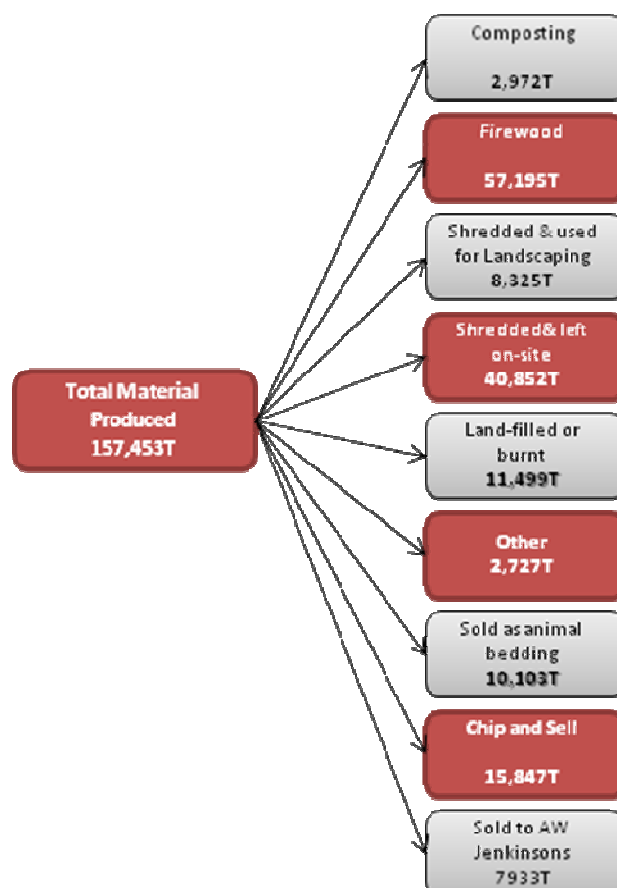 Composting
2,972T
Firewood
57,195T
Shredded & used
for Landscaping
8,325T
Shredded& left
on-site
40,852T
Total Material
Produced
157,453T
Land-filled or
burnt
11,499T
Other
2,727T
Sold asanimal
bedding
10,103T
Chip and Sell
15,847T
Sold to AW
Jenkinsons
7933T